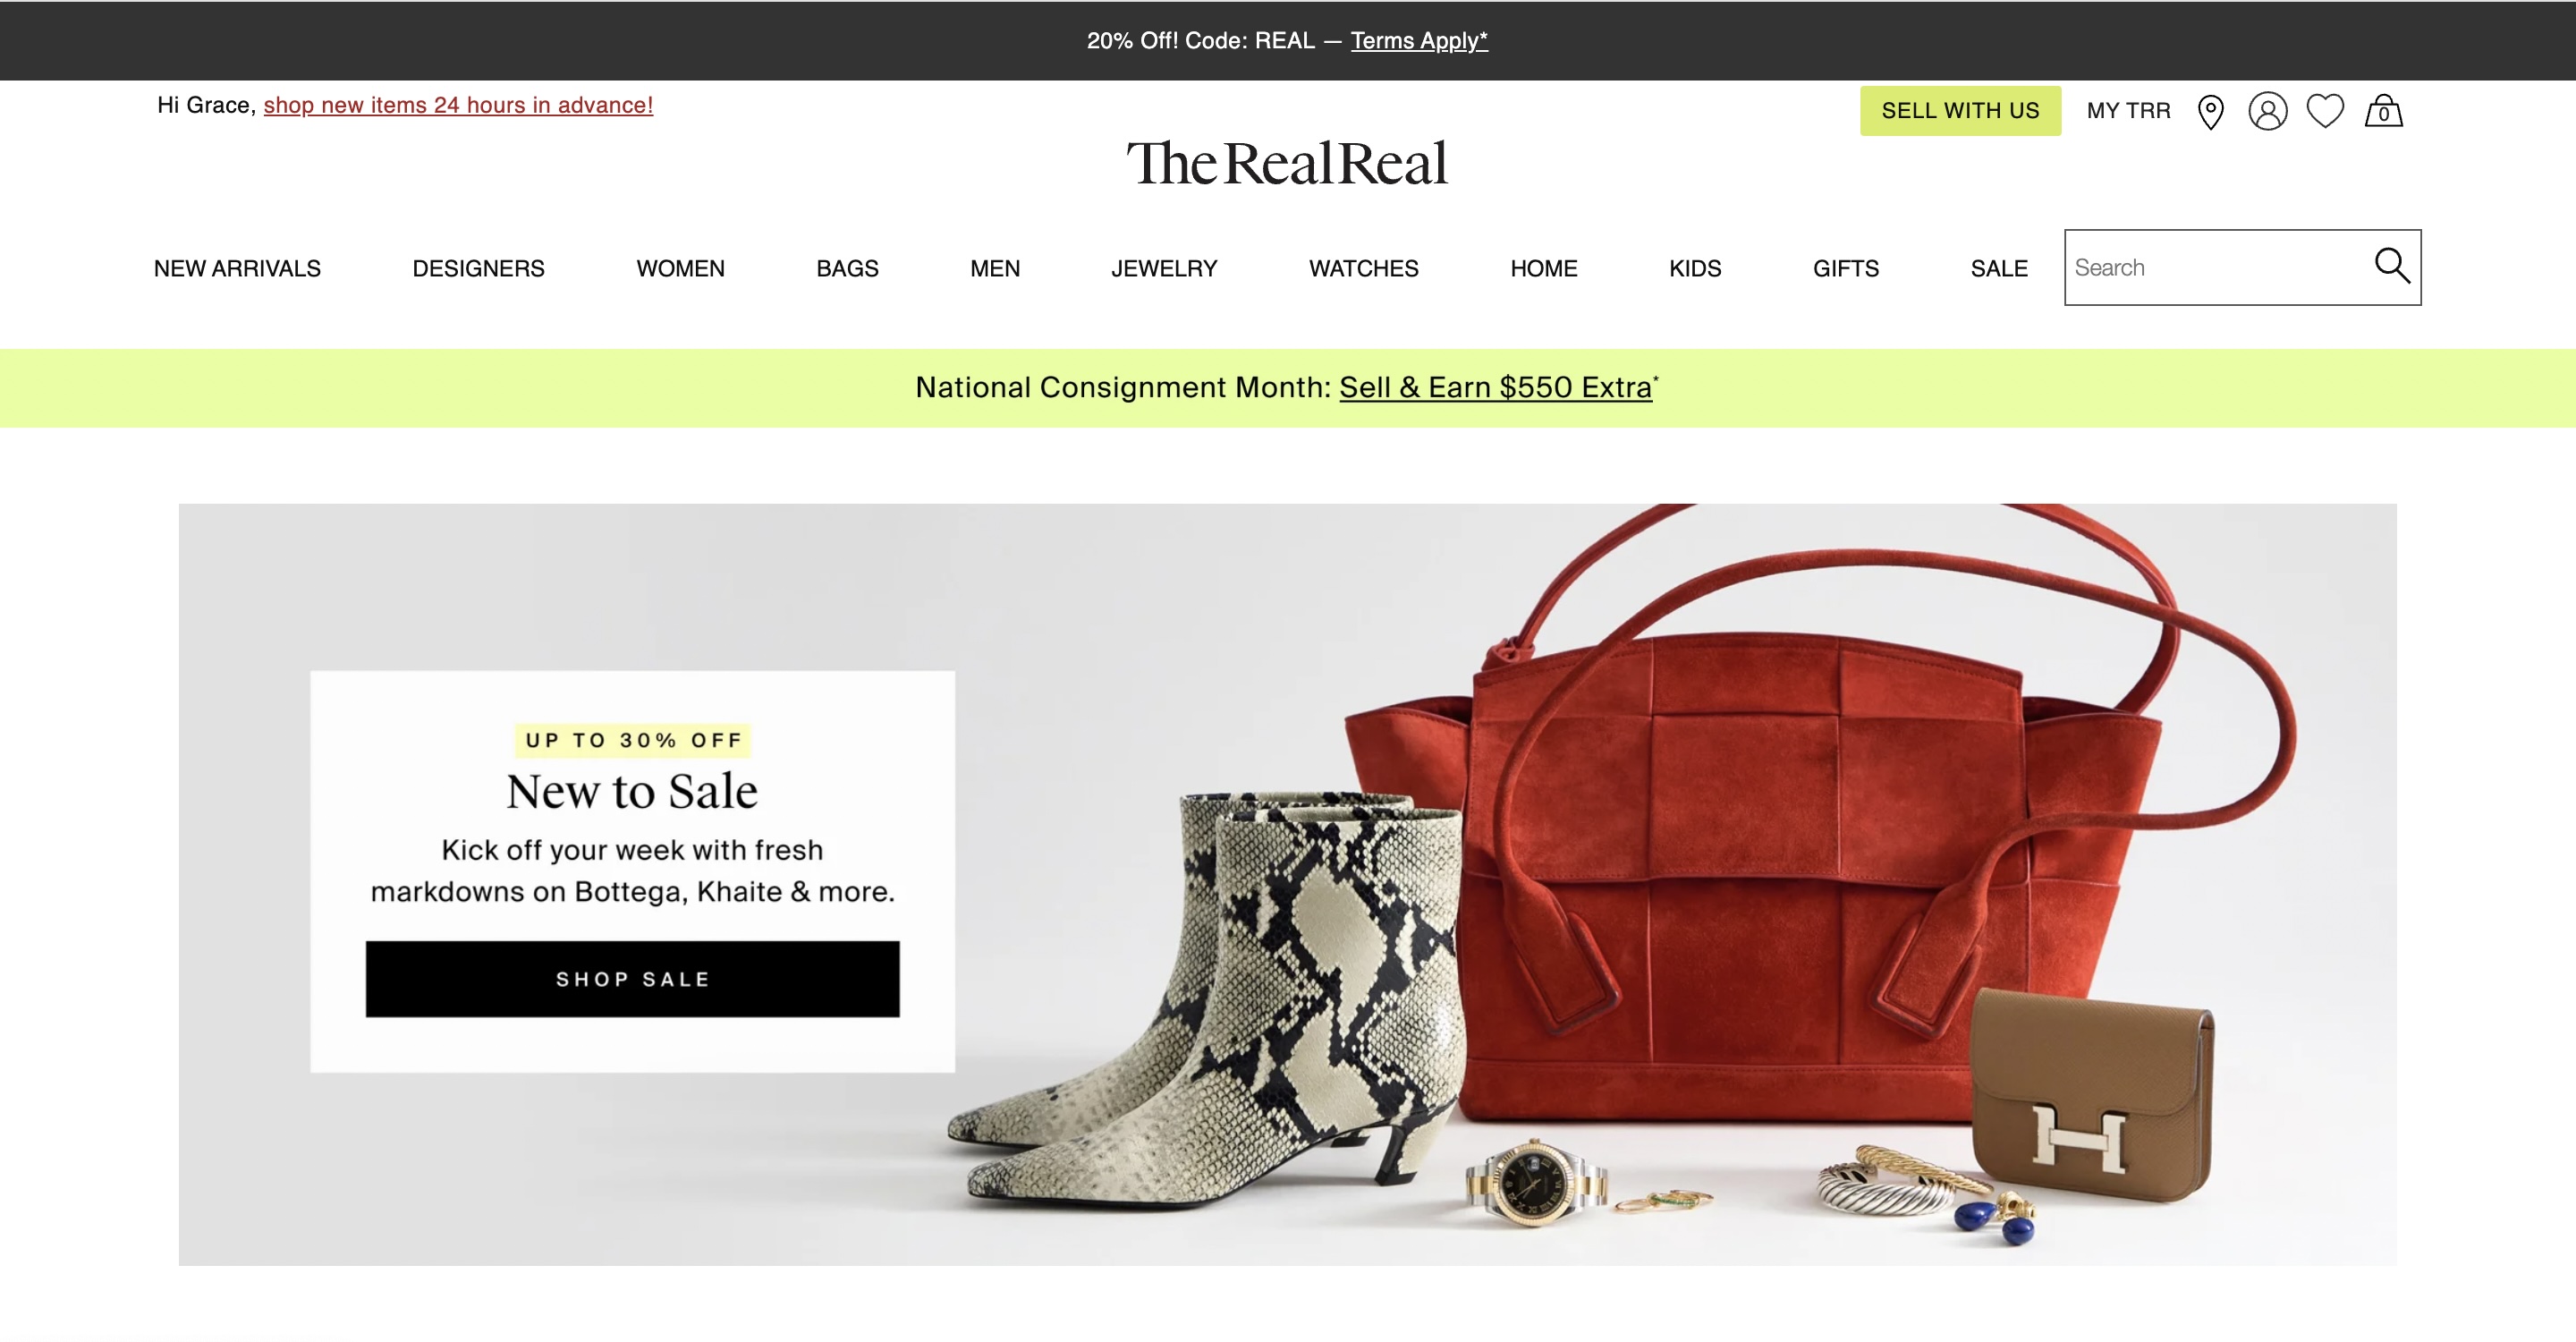 20% Off! Code: REAL — Terms Apply*
Hi Grace, shop new items 24 hours in advance!
SELL WITH US
MY TRR
0
TheRealReal
NEW ARRIVALS
DESIGNERS
WOMEN
BAGS
MEN
JEWELRY
WATCHES
HOME
KIDS
GIFTS
SALE
Search
National Consignment Month: Sell & Earn $550 Extra*
UP TO 30% OFF
New to Sale
Kick off your week with fresh
markdowns on Bottega, Khaite & more.
SHOP SALE